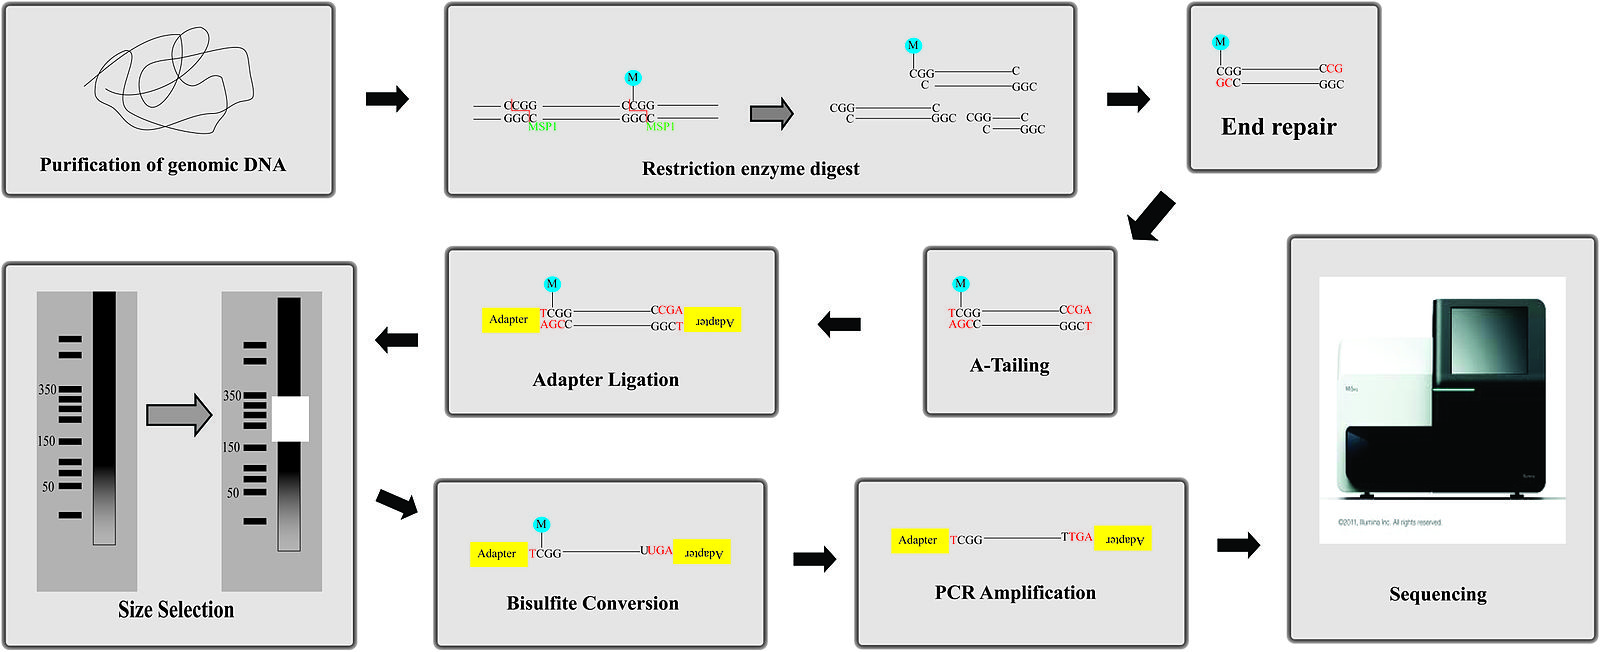 Purification of genomic DNA
M
CCGG CCGG
GGCC GGCC
MSP1 MSP1
M
CGG C
C GGC
CGG C
C GGC
CGG C
C GGC
Restriction enzyme digest
M
CGG CCG
GCC GGC
End repair
M
TCGG CCGA
AGCC GGCT
A-Tailing
M
Adapter TCGG CCGA Adapter
AGCC GGCT
Adapter Ligation
350 350
150 150
50 50
Size Selection
M
Adapter TCGG UUGA Adapter
Bisulfite Conversion
Adapter TCGG TTGA Adapter
PCR Amplification
©2011, Illumina Inc. All rights reserved.
Sequencing